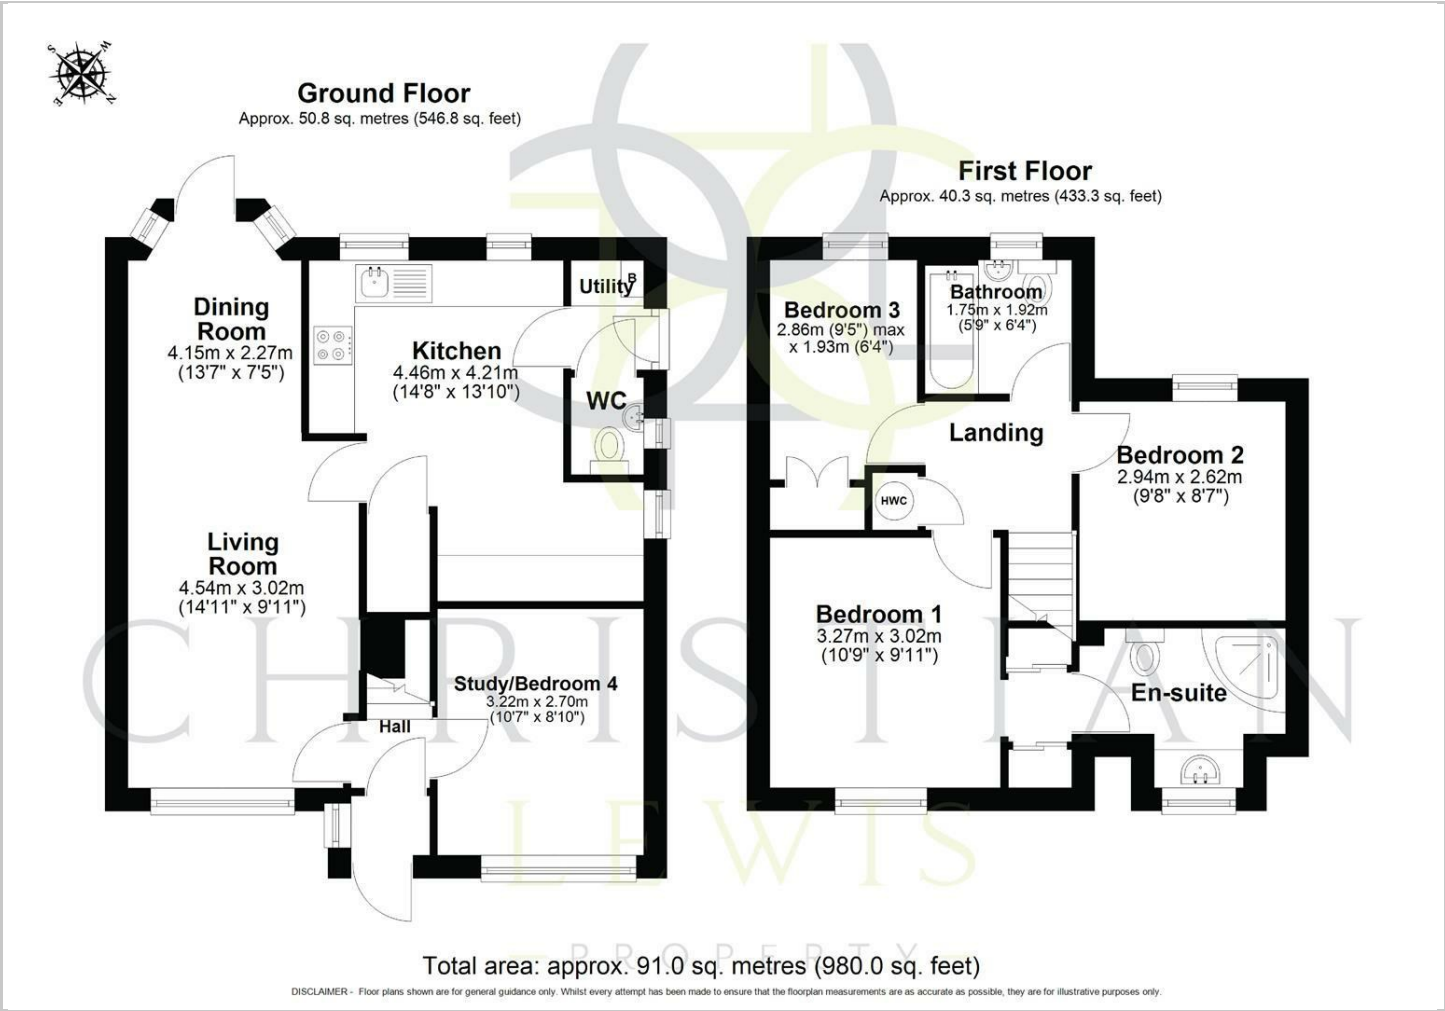 S
W
E
N
Ground Floor
Approx. 50.8 sq. metres (546.8 sq. feet)
First Floor
Approx. 40.3 sq. metres (433.3 sq. feet)
Dining
Room
4.15m x 2.27m
(13'7" x 7'5")
Kitchen
4.46m x 4.21m
(14'8" x 13'10")
Utility
B
WC
Living
Room
4.54m x 3.02m
(14'11" x 9'11")
Hall
Study/Bedroom 4
3.22m x 2.70m
(10'7" x 8'10")
Bedroom 3
2.86m (9'5") max
x 1.93m (6'4")
Bathroom
1.75m x 1.92m
(5'9" x 6'4")
Landing
HWC
Bedroom 2
2.94m x 2.62m
(9'8" x 8'7")
Bedroom 1
3.27m x 3.02m
(10'9" x 9'11")
En-suite
CHRISTIAN
LEWIS
PROPERTY
Total area: approx. 91.0 sq. metres (980.0 sq. feet)
DISCLAIMER - Floor plans shown are for general guidance only. Whilst every attempt has been made to ensure that the floorplan measurements are as accurate as possible, they are for illustrative purposes only.